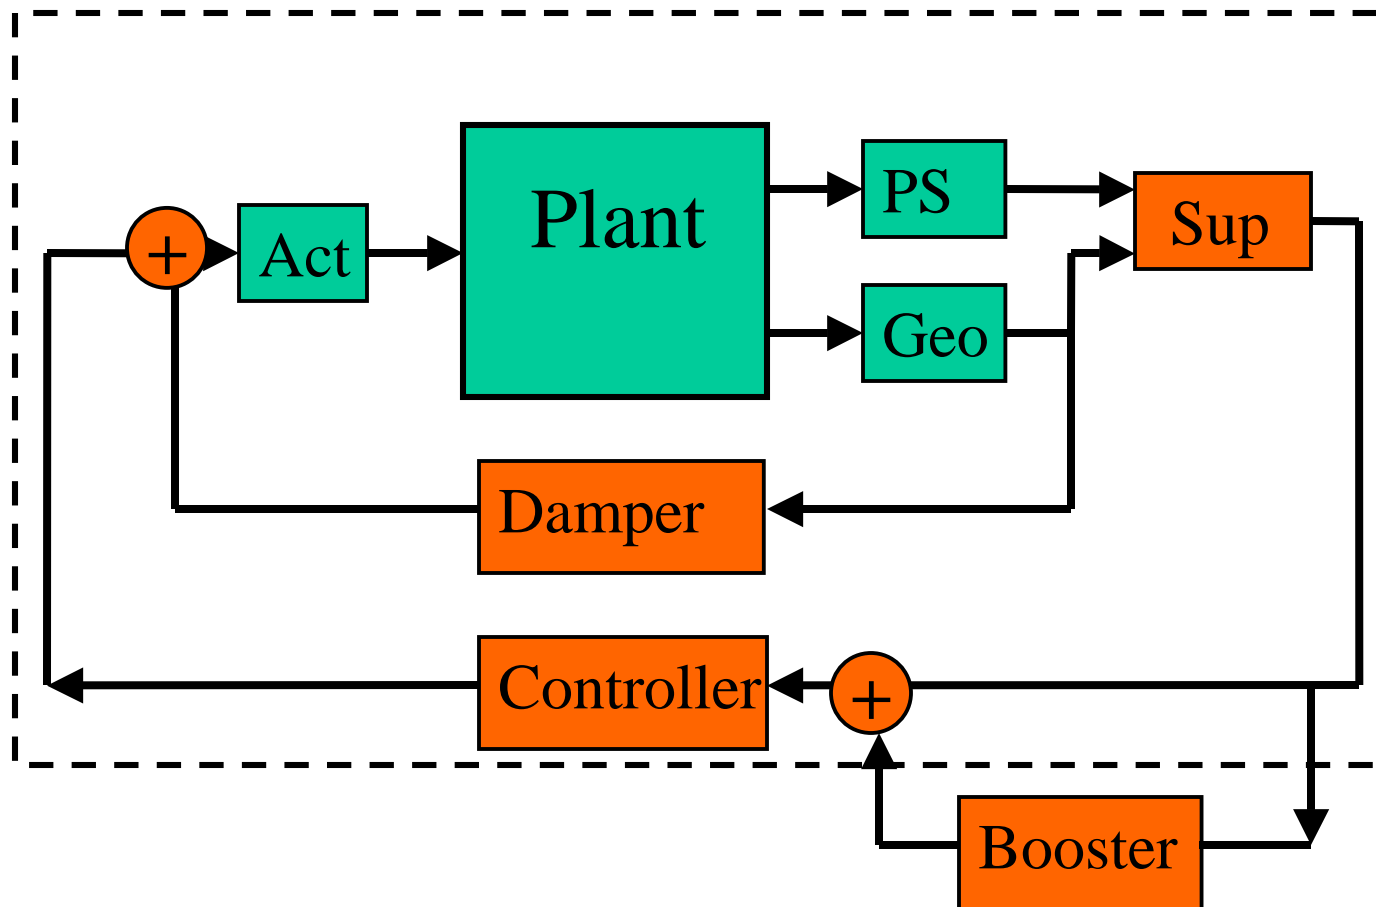 Plant
PS
Sup
+
Act
Geo
Damper
Controller
+
Booster